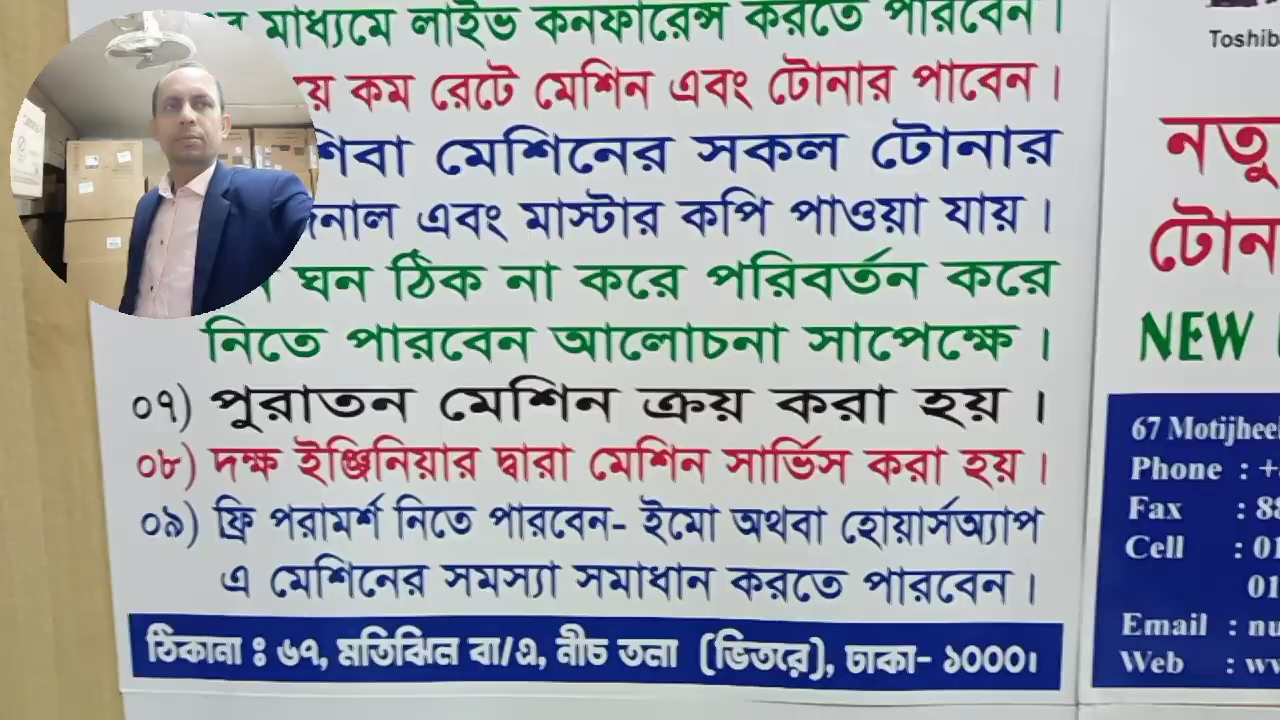 মাধ্যমে লাইভ কনফারেন্স করতে পারবেন।
কম রেটে মেশিন এবং টোনার পাবেন।
মেশিনের সকল টোনার
এবং মাস্টার কপি পাওয়া যায়।
ঘন ঠিক না করে পরিবর্তন করে
নিতে পারবেন আলোচনা সাপেক্ষে।
০৭) পুরাতন মেশিন ক্রয় করা হয়।
০৮) দক্ষ ইঞ্জিনিয়ার দ্বারা মেশিন সার্ভিস করা হয়।
০৯) ফ্রি পরামর্শ নিতে পারবেন- ইমো অথবা হোয়ার্সঅ্যাপ
এ মেশিনের সমস্যা সমাধান করতে পারবেন।
ঠিকানা : ৬৭, মতিঝিল বা/এ, নীচ তলা (ভিতরে), ঢাকা- ১০০০।
Toshib
নতু
টোন
NEW
67 Motijhee
Phone : +
Fax : 88
Cell : 01
01
Email : nu
Web : ww